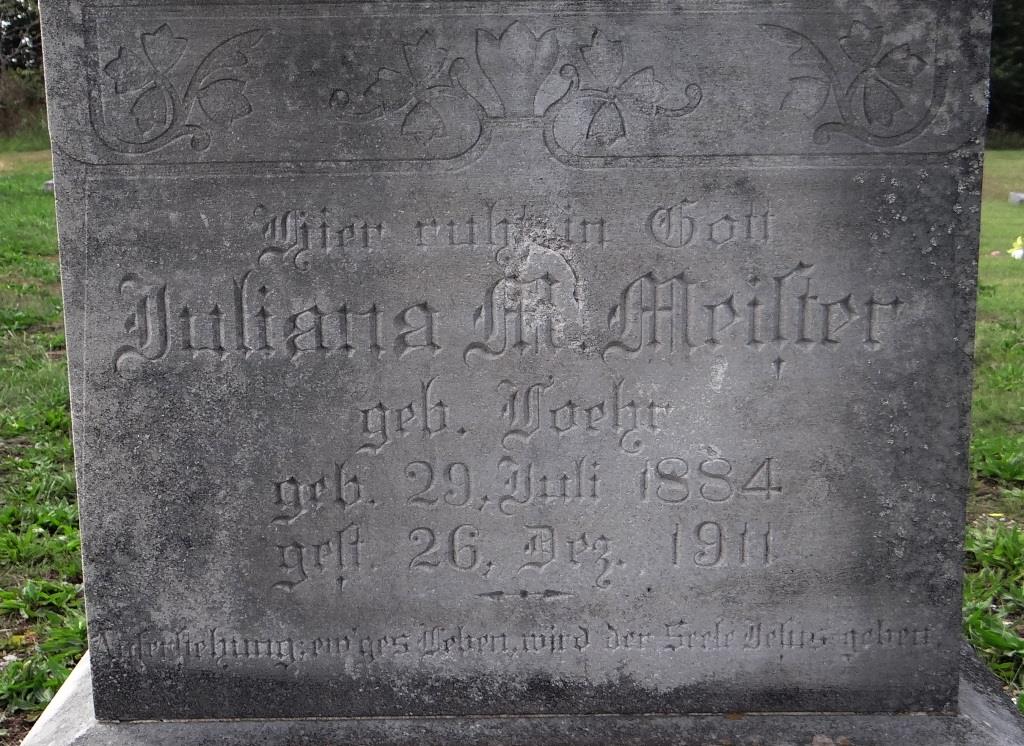 Hier ruht in Gott
Juliana M. Meister
geb. Loehr
geb. 29, Juli 1884
gest. 26, Dez. 1911
Auferstehung; ew'ges Leben, wird der Seele Jesus geben.